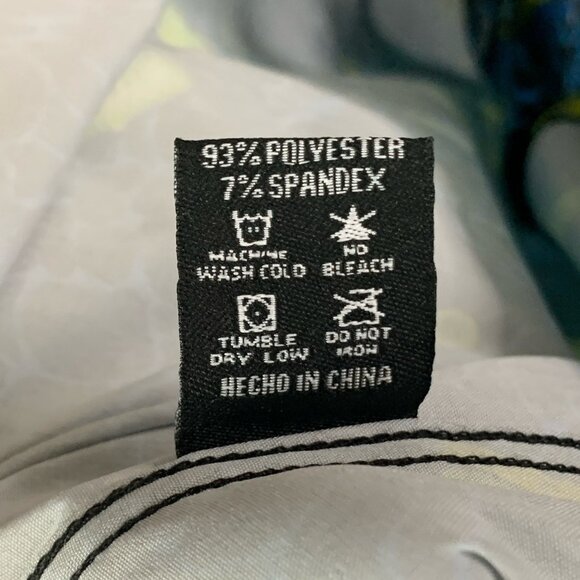 93% POLYESTER
7% SPANDEX
MACHINE NO
WASH COLD BLEACH
TUMBLE DO NOT
DRY LOW IRON
HECHO IN CHINA